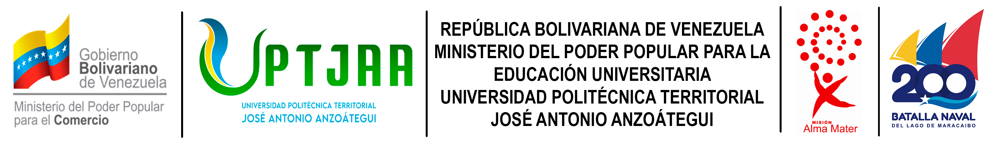 Gobierno
Bolivariano
de Venezuela
Ministerio del Poder Popular
para el Comercio
UPTJAA
UNIVERSIDAD POLITÉCNICA TERRITORIAL
JOSÉ ANTONIO ANZOÁTEGUI
REPÚBLICA BOLIVARIANA DE VENEZUELA
MINISTERIO DEL PODER POPULAR PARA LA
EDUCACIÓN UNIVERSITARIA
UNIVERSIDAD POLITÉCNICA TERRITORIAL
JOSÉ ANTONIO ANZOÁTEGUI
MISIÓN
Alma Mater
200
BATALLA NAVAL
DEL LAGO DE MARACAIBO